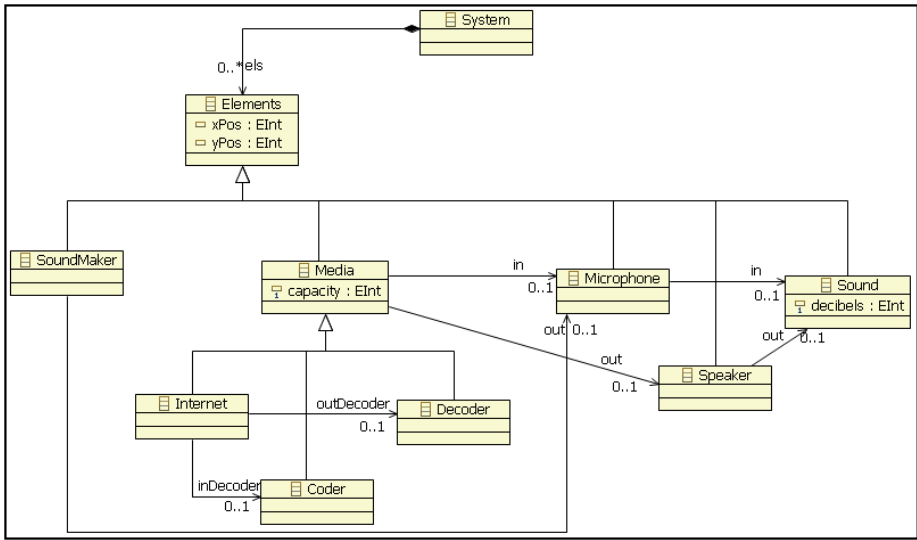 System
0..*els
Elements
xPos : EInt
yPos : EInt
SoundMaker
Media
capacity : EInt
in
0..1
Microphone
in
0..1
Sound
decibels : EInt
out 0..1
out
0..1
out
0..1
Speaker
Internet
outDecoder
0..1
Decoder
inDecoder
0..1
Coder